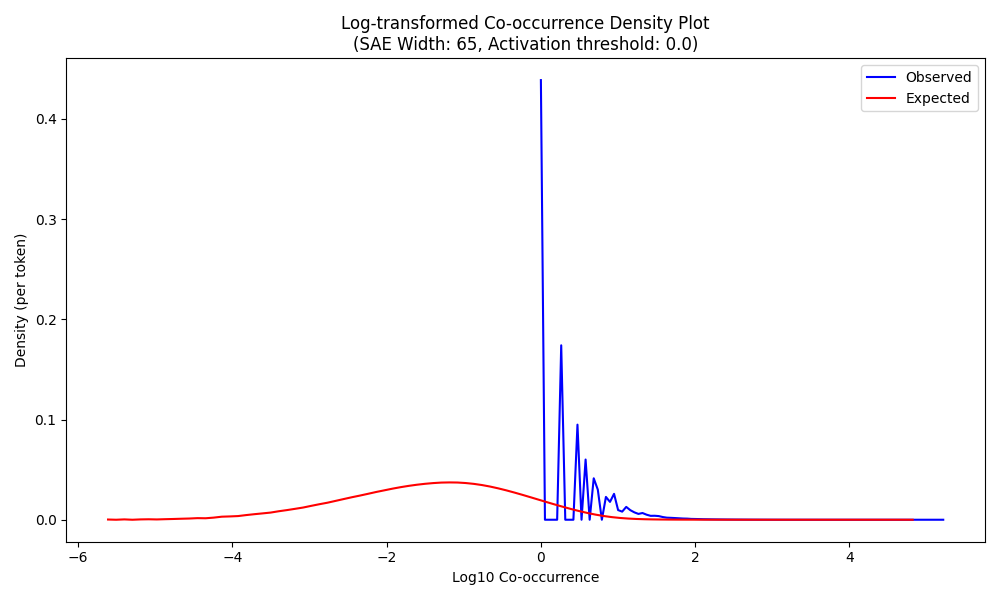 Log-transformed Co-occurrence Density Plot
(SAE Width: 65, Activation threshold: 0.0)
Observed
Expected
Density (per token)
0.4
0.3
0.2
0.1
0.0
−6
−4
−2
0
2
4
Log10 Co-occurrence